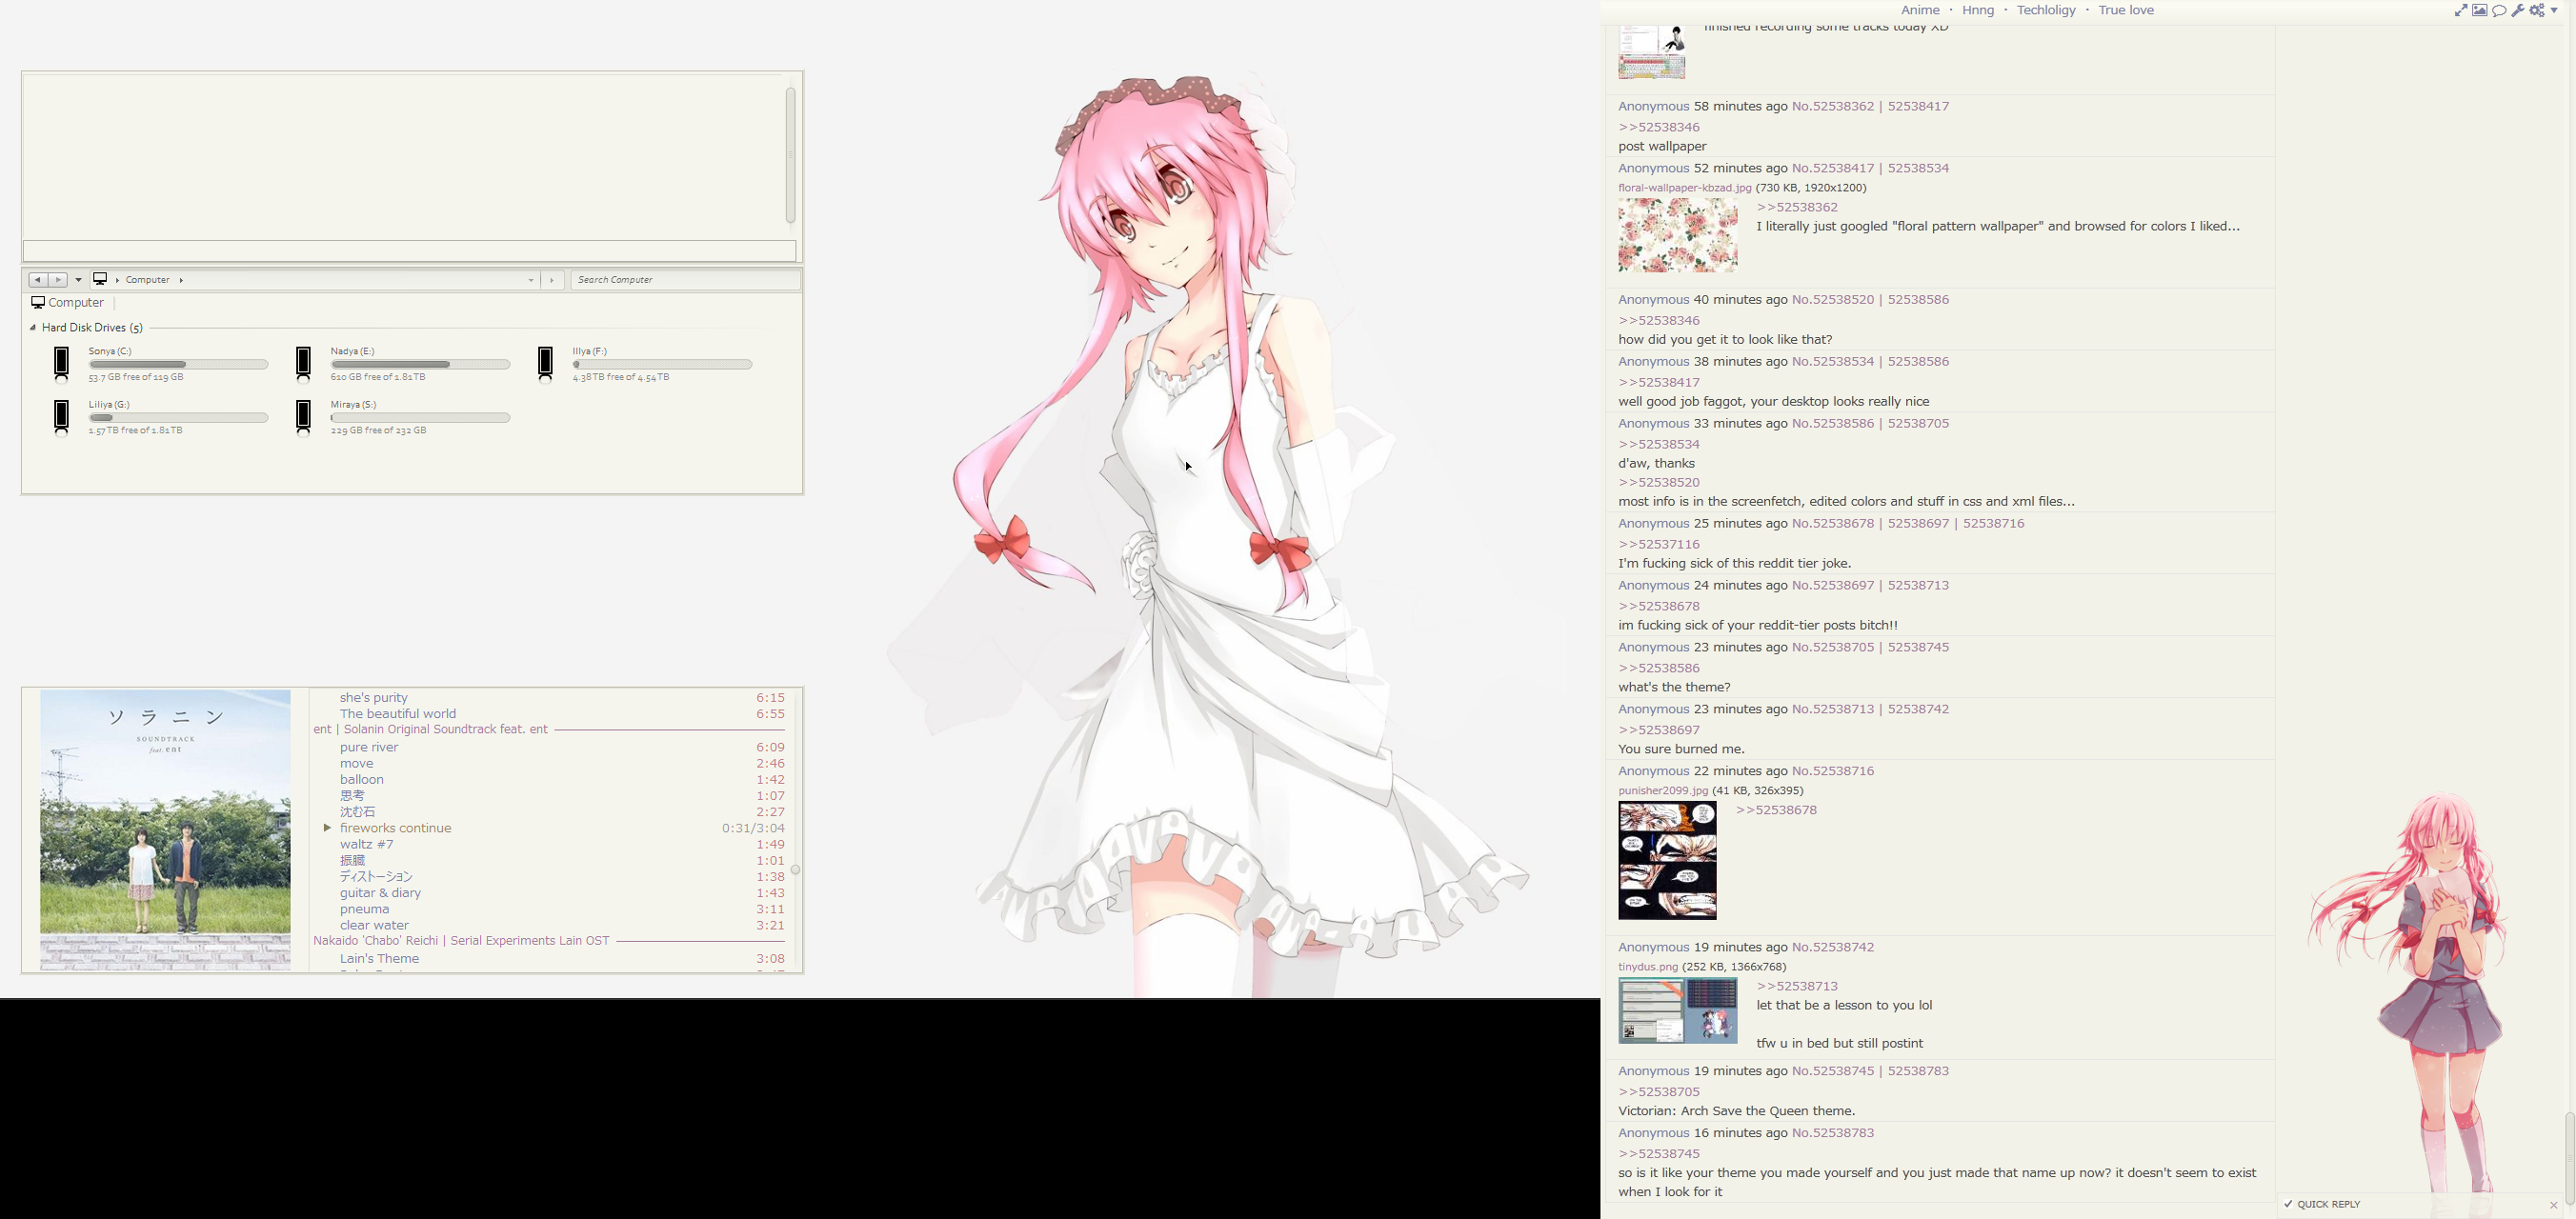 Computer
Search Computer
Computer
Hard Disk Drives (5)
Sonya (C:)
53.7 GB free of 119 GB
Nadya (E:)
610 GB free of 1.81TB
Illya (F:)
4.38TB free of 4.54TB
Liliya (G:)
1.57TB free of 1.81TB
Miraya (S:)
229 GB free of 232 GB
ソラニン
SOUNDTRACK
feat. ent
she's purity 6:15
The beautiful world 6:55
ent | Solanin Original Soundtrack feat. ent
pure river 6:09
move 2:46
balloon 1:42
思考 1:07
沈む石 2:27
fireworks continue 0:31/3:04
waltz #7 1:49
振臓 1:01
ディストーション 1:38
guitar & diary 1:43
pneuma 3:11
clear water 3:21
Nakaido 'Chabo' Reichi | Serial Experiments Lain OST
Lain's Theme 3:08
Anime · Hnng · Techloligy · True love
finished recording some tracks today XD
Anonymous 58 minutes ago No.52538362 | 52538417
>>52538346
post wallpaper
Anonymous 52 minutes ago No.52538417 | 52538534
floral-wallpaper-kbzad.jpg (730 KB, 1920x1200)
>>52538362
I literally just googled "floral pattern wallpaper" and browsed for colors I liked...
Anonymous 40 minutes ago No.52538520 | 52538586
>>52538346
how did you get it to look like that?
Anonymous 38 minutes ago No.52538534 | 52538586
>>52538417
well good job faggot, your desktop looks really nice
Anonymous 33 minutes ago No.52538586 | 52538705
>>52538534
d'aw, thanks
>>52538520
most info is in the screenfetch, edited colors and stuff in css and xml files...
Anonymous 25 minutes ago No.52538678 | 52538697 | 52538716
>>52537116
I'm fucking sick of this reddit tier joke.
Anonymous 24 minutes ago No.52538697 | 52538713
>>52538678
im fucking sick of your reddit-tier posts bitch!!
Anonymous 23 minutes ago No.52538705 | 52538745
>>52538586
what's the theme?
Anonymous 23 minutes ago No.52538713 | 52538742
>>52538697
You sure burned me.
Anonymous 22 minutes ago No.52538716
punisher2099.jpg (41 KB, 326x395)
>>52538678
Anonymous 19 minutes ago No.52538742
tinydus.png (252 KB, 1366x768)
>>52538713
let that be a lesson to you lol
tfw u in bed but still postint
Anonymous 19 minutes ago No.52538745 | 52538783
>>52538705
Victorian: Arch Save the Queen theme.
Anonymous 16 minutes ago No.52538783
>>52538745
so is it like your theme you made yourself and you just made that name up now? it doesn't seem to exist
when I look for it
QUICK REPLY